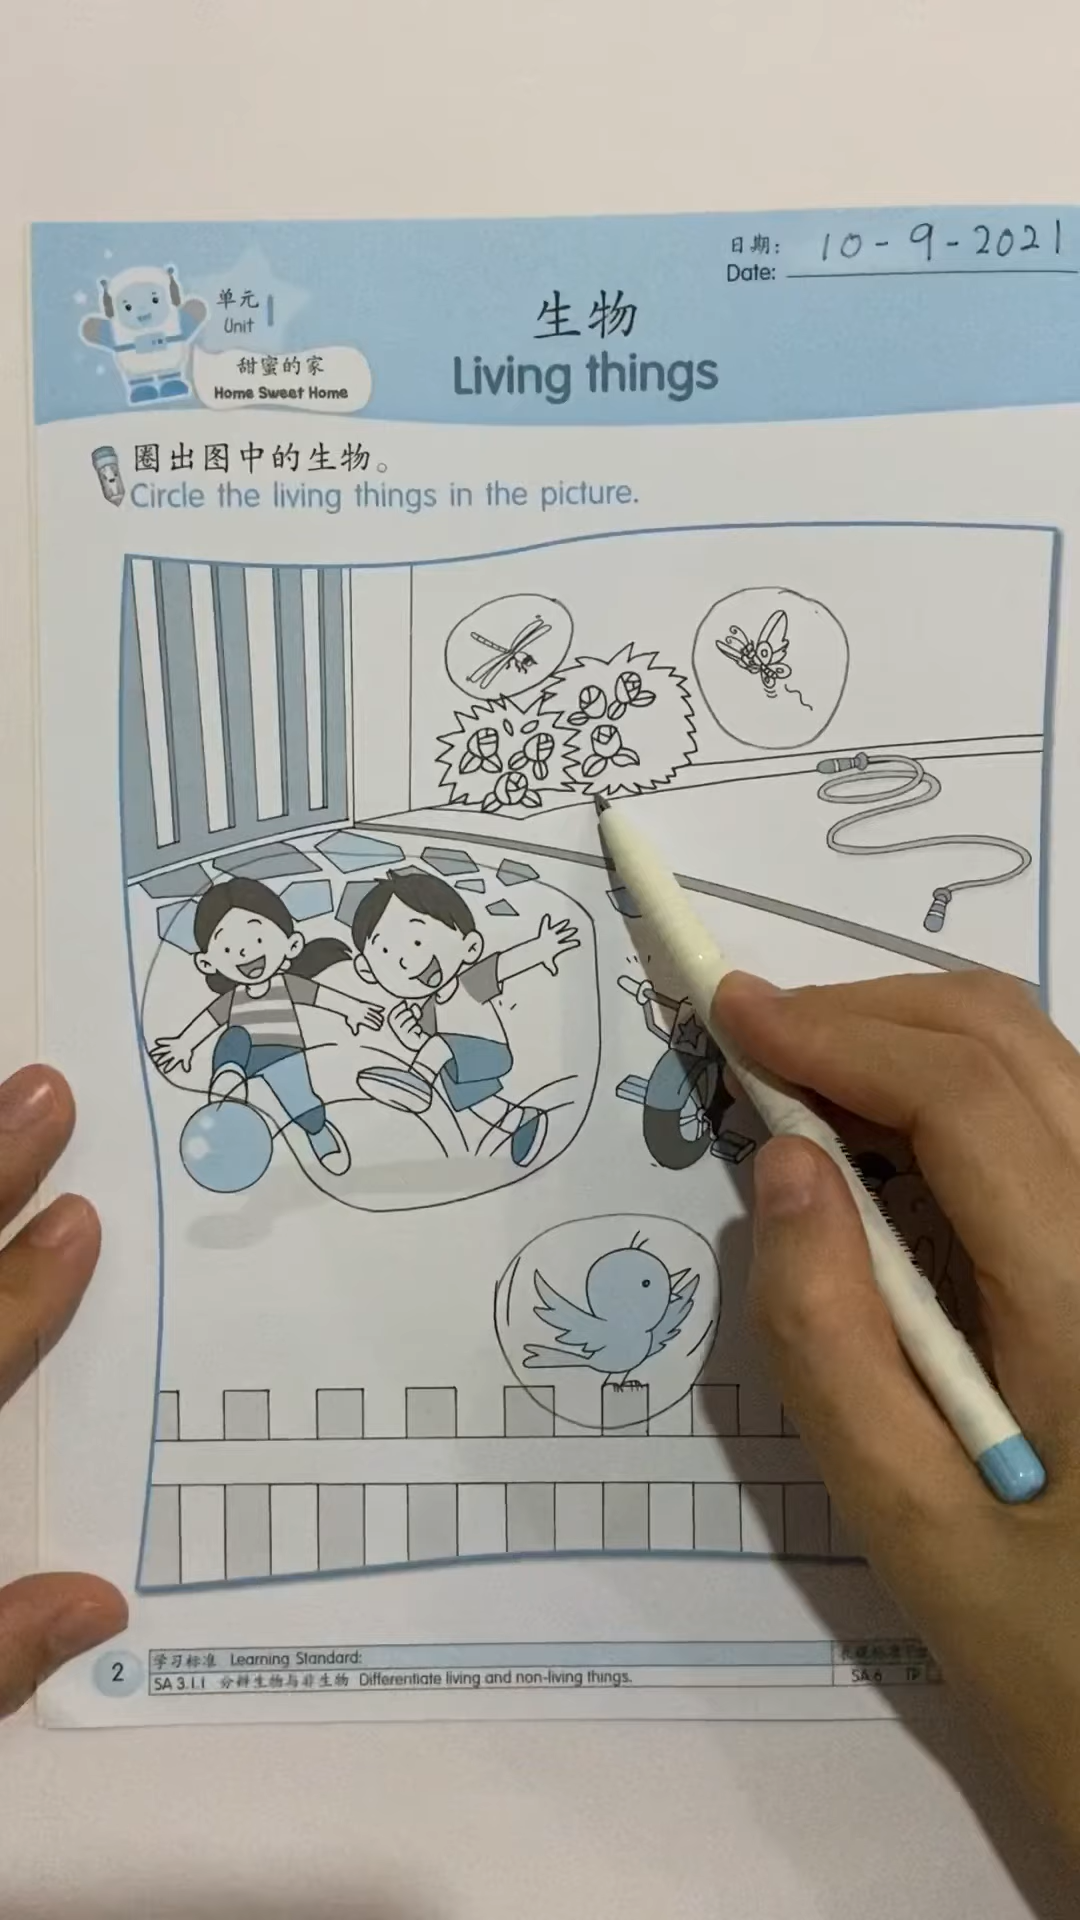 日期:
Date: 10-9-2021
单元 1
Unit
甜蜜的家
Home Sweet Home
生物
Living things
圈出图中的生物。
Circle the living things in the picture.
2
学习标准 Learning Standard:
SA 3.1.1 分辨生物与非生物 Differentiate living and non-living things.
SA 6 TP